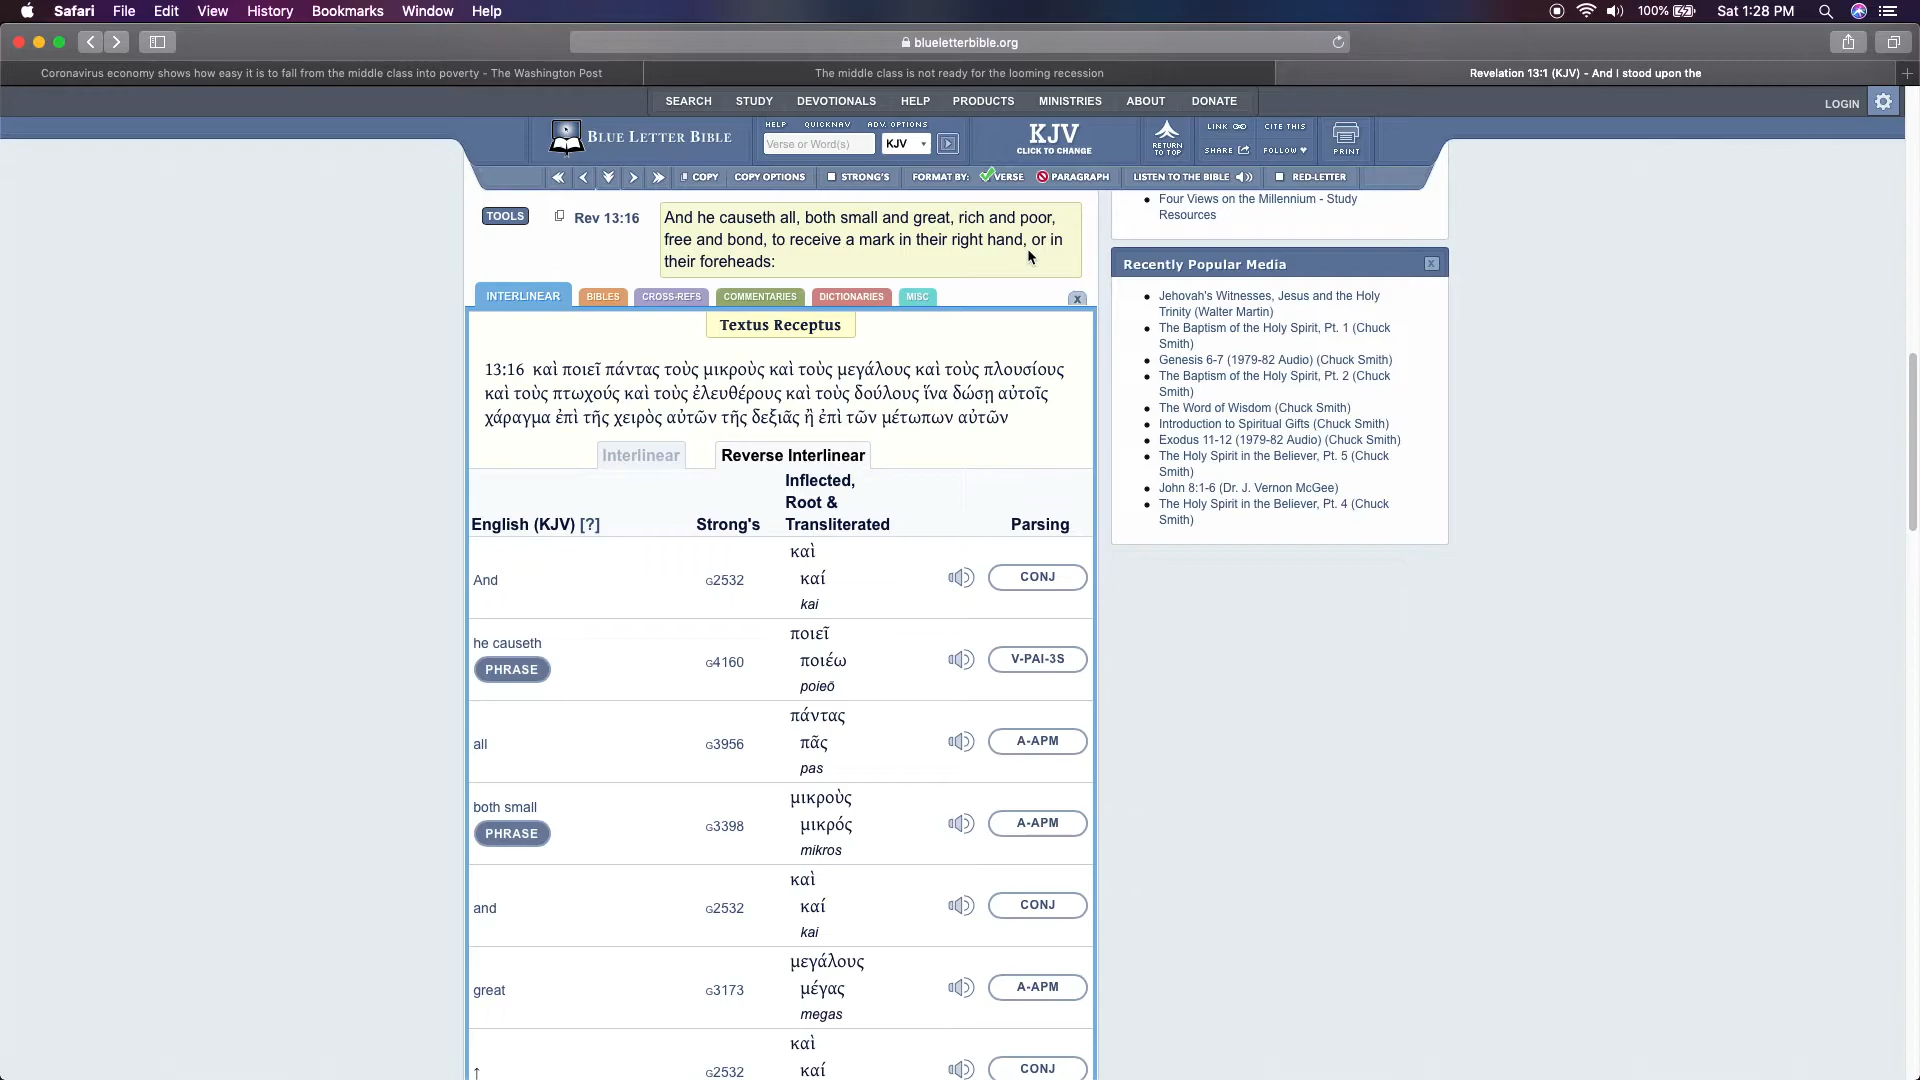 Safari File Edit View History Bookmarks Window Help
100% Sat 1:28 PM
blueletterbible.org
Coronavirus economy shows how easy it is to fall from the middle class into poverty - The Washington Post
The middle class is not ready for the looming recession
Revelation 13:1 (KJV) - And I stood upon the
SEARCH STUDY DEVOTIONALS HELP PRODUCTS MINISTRIES ABOUT DONATE
LOGIN
BLUE LETTER BIBLE
HELP QUICKNAV ADV. OPTIONS
Verse or Word(s) KJV
KJV
CLICK TO CHANGE
RETURN
TO TOP
LINK CITE THIS
SHARE FOLLOW
PRINT
COPY COPY OPTIONS STRONG'S FORMAT BY: VERSE PARAGRAPH LISTEN TO THE BIBLE RED-LETTER
TOOLS Rev 13:16
And he causeth all, both small and great, rich and poor,
free and bond, to receive a mark in their right hand, or in
their foreheads:
INTERLINEAR BIBLES CROSS-REFS COMMENTARIES DICTIONARIES MISC x
Textus Receptus
13:16 καὶ ποιεῖ πάντας τοὺς μικροὺς καὶ τοὺς μεγάλους καὶ τοὺς πλουσίους
καὶ τοὺς πτωχούς καὶ τοὺς ἐλευθέρους καὶ τοὺς δούλους ἵνα δώσῃ αὐτοῖς
χάραγμα ἐπὶ τῆς χειρὸς αὐτῶν τῆς δεξιᾶς ἢ ἐπὶ τῶν μέτωπων αὐτῶν
Interlinear Reverse Interlinear
English (KJV) [?]
Strong's
Inflected,
Root &
Transliterated
Parsing
And
G2532
καὶ
καί
kai
CONJ
he causeth
PHRASE
G4160
ποιεῖ
ποιέω
poieō
V-PAI-3S
all
G3956
πάντας
πᾶς
pas
A-APM
both small
PHRASE
G3398
μικροὺς
μικρός
mikros
A-APM
and
G2532
καὶ
καί
kai
CONJ
great
G3173
μεγάλους
μέγας
megas
A-APM
↑
G2532
καὶ
καί
CONJ
Four Views on the Millennium - Study
Resources
Recently Popular Media x
Jehovah's Witnesses, Jesus and the Holy
Trinity (Walter Martin)
The Baptism of the Holy Spirit, Pt. 1 (Chuck
Smith)
Genesis 6-7 (1979-82 Audio) (Chuck Smith)
The Baptism of the Holy Spirit, Pt. 2 (Chuck
Smith)
The Word of Wisdom (Chuck Smith)
Introduction to Spiritual Gifts (Chuck Smith)
Exodus 11-12 (1979-82 Audio) (Chuck Smith)
The Holy Spirit in the Believer, Pt. 5 (Chuck
Smith)
John 8:1-6 (Dr. J. Vernon McGee)
The Holy Spirit in the Believer, Pt. 4 (Chuck
Smith)